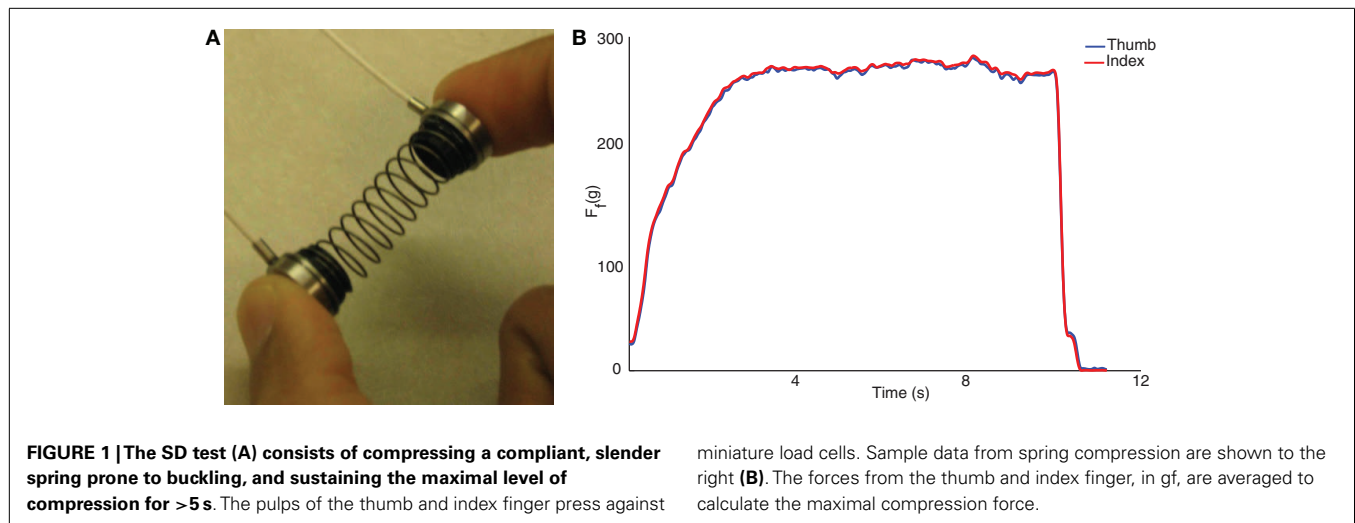 A
B
300
200
100
0
F_f(g)
4
8
12
Time (s)
Thumb
Index
FIGURE 1 | The SD test (A) consists of compressing a compliant, slender
spring prone to buckling, and sustaining the maximal level of
compression for >5 s. The pulps of the thumb and index finger press against
miniature load cells. Sample data from spring compression are shown to the
right (B). The forces from the thumb and index finger, in gf, are averaged to
calculate the maximal compression force.